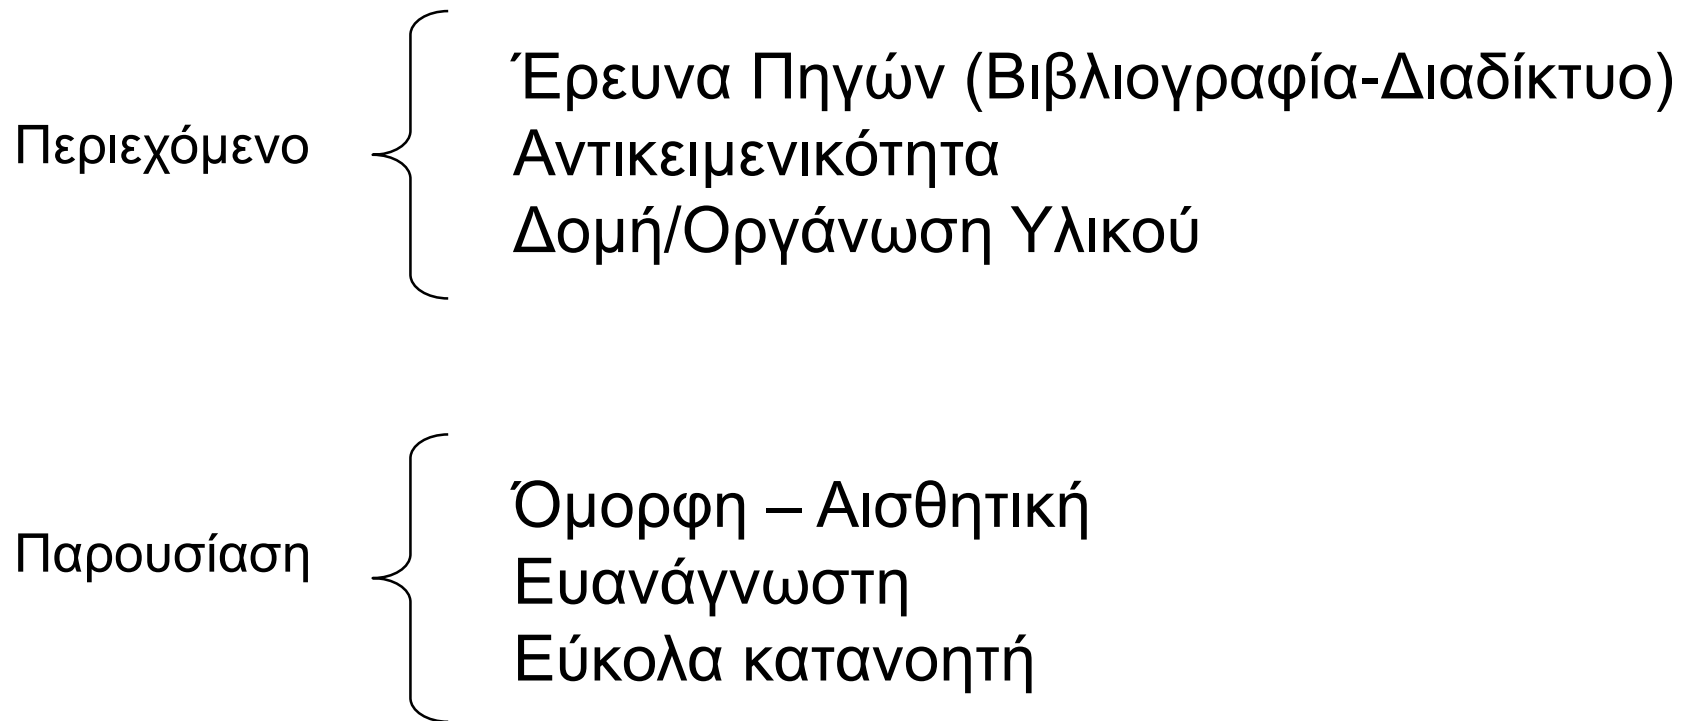 Περιεχόμενο
Έρευνα Πηγών (Βιβλιογραφία-Διαδίκτυο)
Αντικειμενικότητα
Δομή/Οργάνωση Υλικού
Παρουσίαση
Όμορφη – Αισθητική
Ευανάγνωστη
Εύκολα κατανοητή